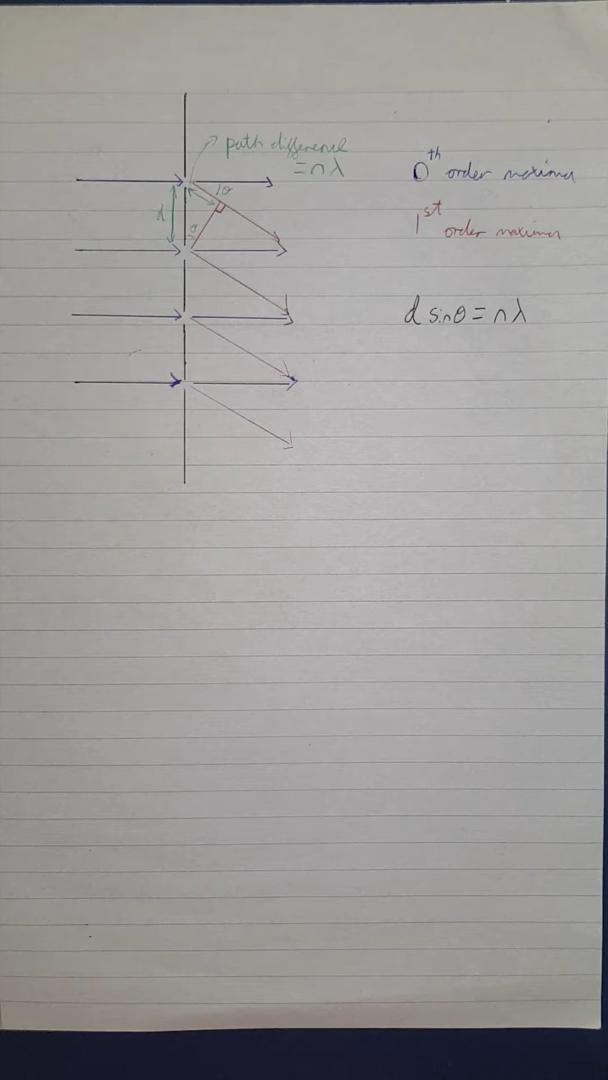 path difference
= nλ
0th order maxima
θ
d
1st order maxima
θ
d sinθ = nλ